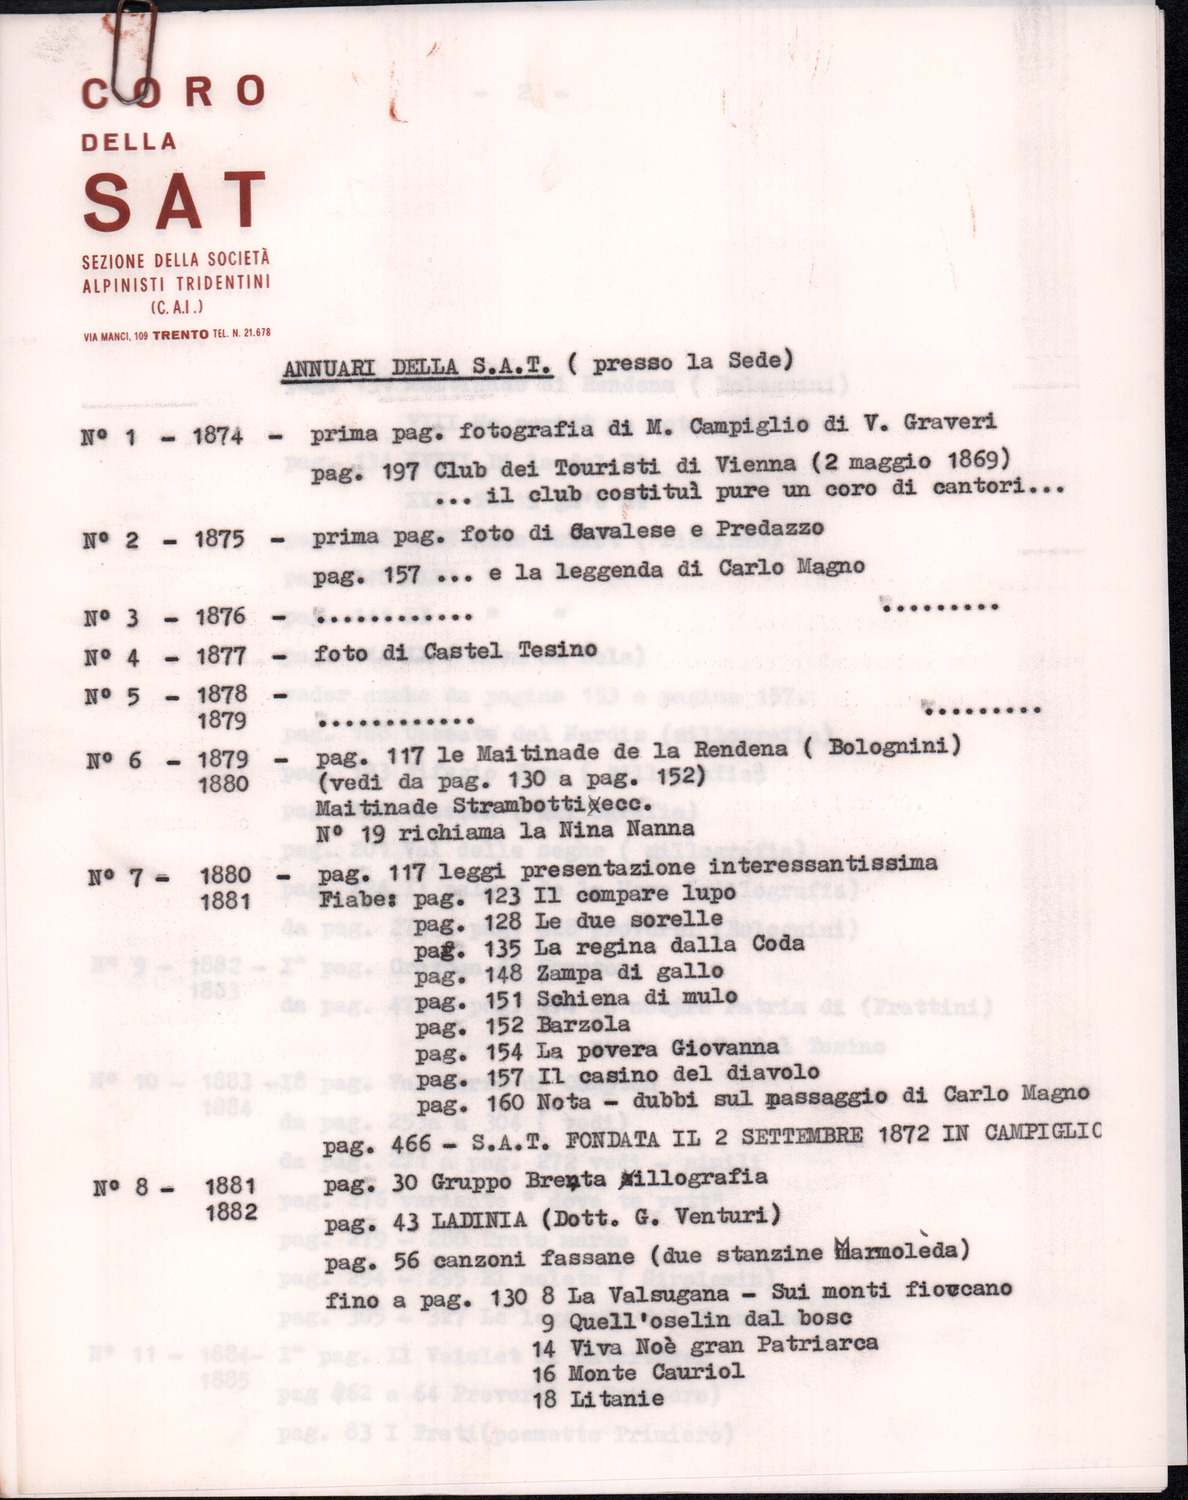 CORO
DELLA
SAT
SEZIONE DELLA SOCIETÀ
ALPINISTI TRIDENTINI
(C.A.I.)
VIA MANCI, 109 TRENTO TEL. N. 21.678
ANNUARI DELLA S.A.T. ( presso la Sede)
Nº 1 - 1874 - prima pag. fotografia di M. Campiglio di V. Graveri
pag. 197 Club dei Touristi di Vienna (2 maggio 1869)
... il club costituì pure un coro di cantori...
Nº 2 - 1875 - prima pag. foto di Cavalese e Predazzo
pag. 157 ... e la leggenda di Carlo Magno
Nº 3 - 1876 - ............ .........
Nº 4 - 1877 - foto di Castel Tesino
Nº 5 - 1878 -
1879 ............ .........
Nº 6 - 1879 - pag. 117 le Maitinade de la Rendena ( Bolognini)
1880 (vedi da pag. 130 a pag. 152)
Maitinade Strambotti ecc.
Nº 19 richiama la Nina Nanna
Nº 7 - 1880 - pag. 117 leggi presentazione interessantissima
1881 Fiabe: pag. 123 Il compare lupo
pag. 128 Le due sorelle
pag. 135 La regina dalla Coda
pag. 148 Zampa di gallo
pag. 151 Schiena di mulo
pag. 152 Barzola
pag. 154 La povera Giovanna
pag. 157 Il casino del diavolo
pag. 160 Nota - dubbi sul passaggio di Carlo Magno
pag. 466 - S.A.T. FONDATA IL 2 SETTEMBRE 1872 IN CAMPIGLIO
Nº 8 - 1881 pag. 30 Gruppo Brenta xillografia
1882
pag. 43 LADINIA (Dott. G. Venturi)
pag. 56 canzoni fassane (due stanzine Marmolèda)
fino a pag. 130 8 La Valsugana - Sui monti fioccano
9 Quell'oselin dal bosc
14 Viva Noè gran Patriarca
16 Monte Cauriol
18 Litanie